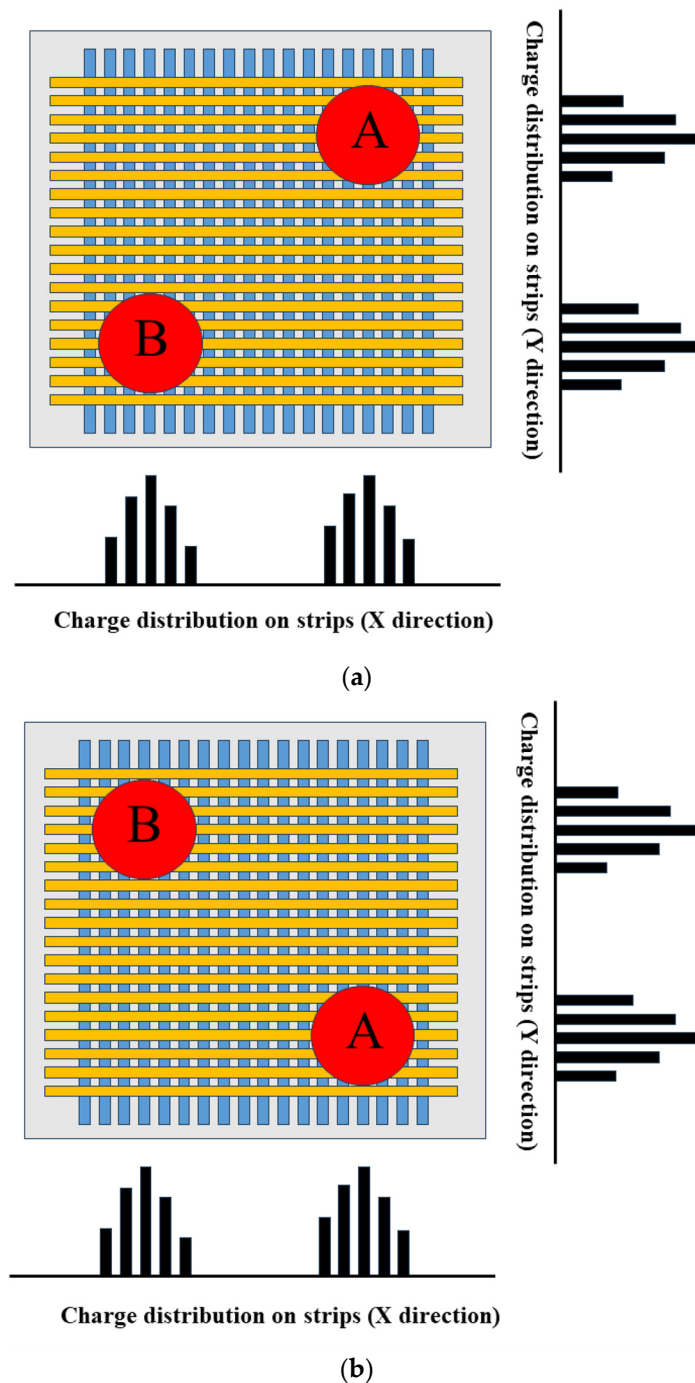 A
B
Charge distribution on strips (Y direction)
Charge distribution on strips (X direction)
(a)
B
A
Charge distribution on strips (Y direction)
Charge distribution on strips (X direction)
(b)